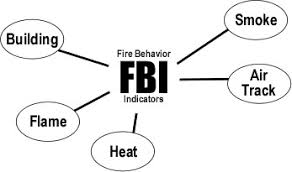 Building
Smoke
Fire Behavior
FBI
Indicators
Air
Track
Flame
Heat